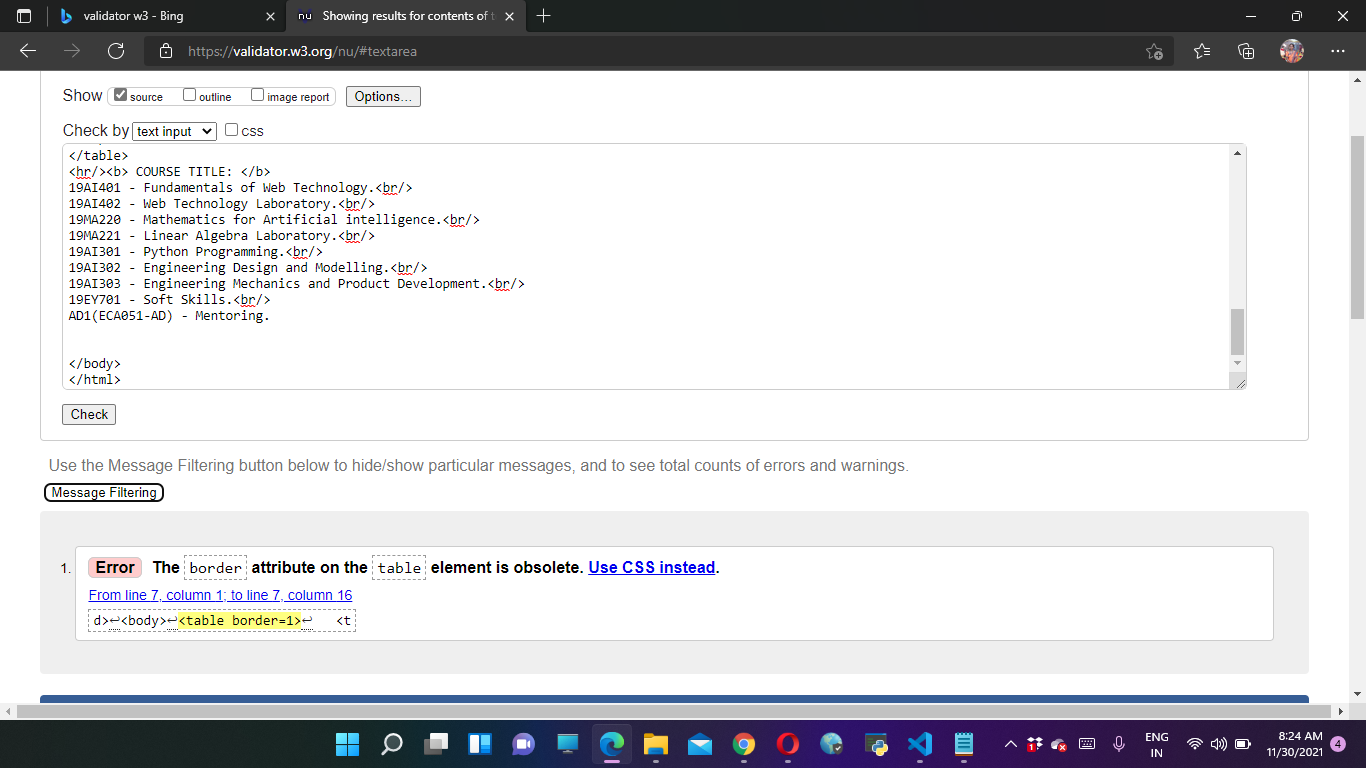 validator w3 - Bing
nu Showing results for contents of t
https://validator.w3.org/nu/#textarea
Show source outline image report Options...
Check by text input css
</table>
<hr/><b> COURSE TITLE: </b>
19AI401 - Fundamentals of Web Technology.<br/>
19AI402 - Web Technology Laboratory.<br/>
19MA220 - Mathematics for Artificial intelligence.<br/>
19MA221 - Linear Algebra Laboratory.<br/>
19AI301 - Python Programming.<br/>
19AI302 - Engineering Design and Modelling.<br/>
19AI303 - Engineering Mechanics and Product Development.<br/>
19EY701 - Soft Skills.<br/>
AD1(ECA051-AD) - Mentoring.
</body>
</html>
Check
Use the Message Filtering button below to hide/show particular messages, and to see total counts of errors and warnings.
Message Filtering
1. Error The border attribute on the table element is obsolete. Use CSS instead.
From line 7, column 1; to line 7, column 16
d>↩<body>↩<table border=1>↩ <t
ENG
IN
8:24 AM
11/30/2021
4
1